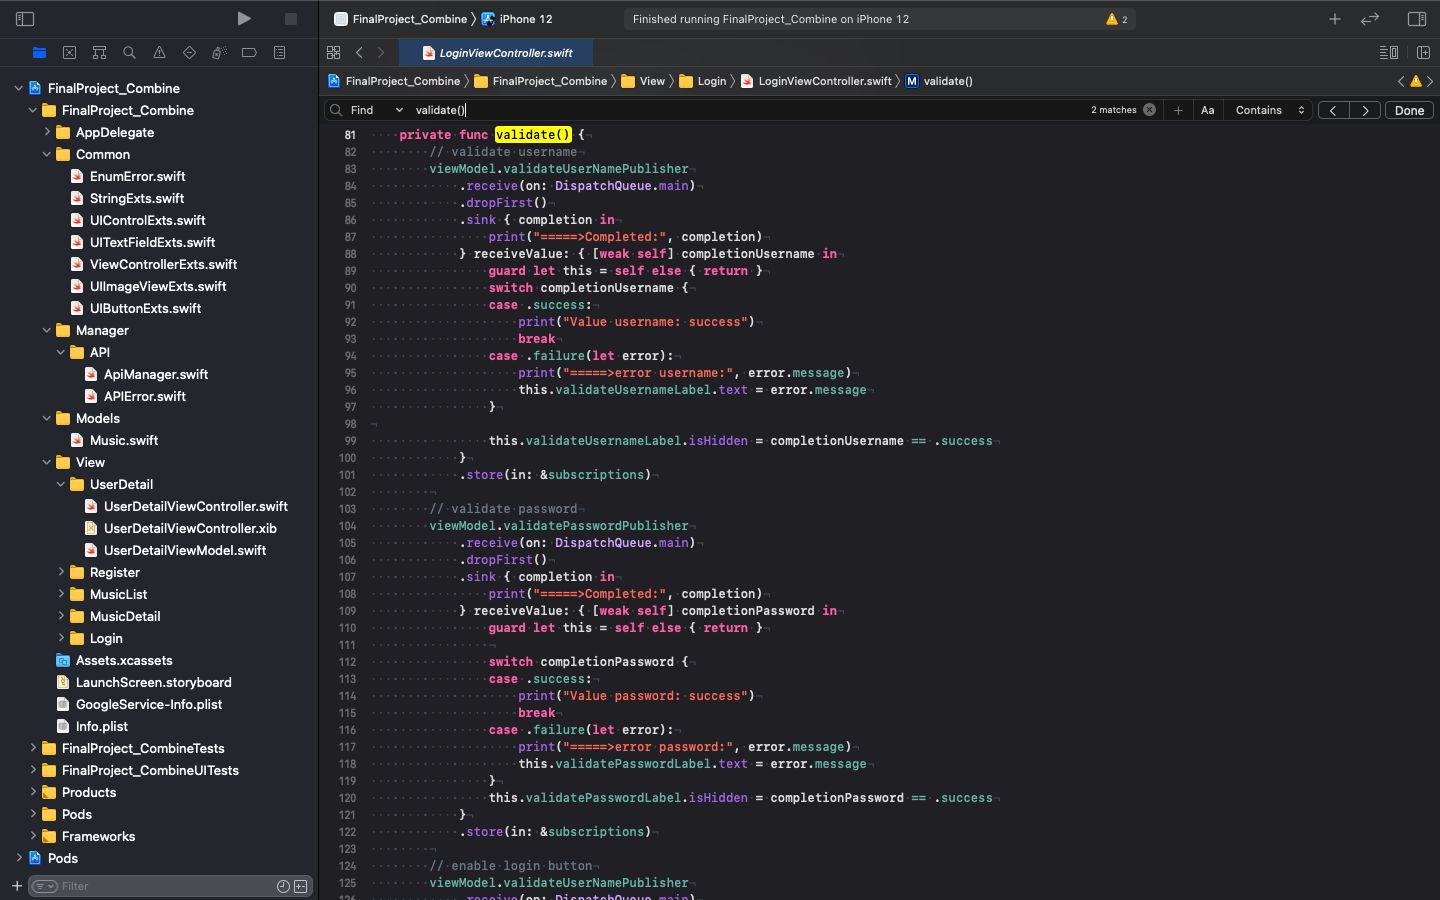 FinalProject_Combine
iPhone 12
Finished running FinalProject_Combine on iPhone 12
2
LoginViewController.swift
FinalProject_Combine
FinalProject_Combine
View
Login
LoginViewController.swift
M
validate()
Find
validate()
2 matches
Aa
Contains
Done
FinalProject_Combine
FinalProject_Combine
AppDelegate
Common
EnumError.swift
StringExts.swift
UIControlExts.swift
UITextFieldExts.swift
ViewControllerExts.swift
UIImageViewExts.swift
UIButtonExts.swift
Manager
API
ApiManager.swift
APIError.swift
Models
Music.swift
View
UserDetail
UserDetailViewController.swift
UserDetailViewController.xib
UserDetailViewModel.swift
Register
MusicList
MusicDetail
Login
Assets.xcassets
LaunchScreen.storyboard
GoogleService-Info.plist
Info.plist
FinalProject_CombineTests
FinalProject_CombineUITests
Products
Pods
Frameworks
Pods
Filter
81 private func validate() {
82 // validate username
83 viewModel.validateUserNamePublisher
84 .receive(on: DispatchQueue.main)
85 .dropFirst()
86 .sink { completion in
87 print("=====>Completed:", completion)
88 } receiveValue: { [weak self] completionUsername in
89 guard let this = self else { return }
90 switch completionUsername {
91 case .success:
92 print("Value username: success")
93 break
94 case .failure(let error):
95 print("=====>error username:", error.message)
96 this.validateUsernameLabel.text = error.message
97 }
98
99 this.validateUsernameLabel.isHidden = completionUsername == .success
100 }
101 .store(in: &subscriptions)
102
103 // validate password
104 viewModel.validatePasswordPublisher
105 .receive(on: DispatchQueue.main)
106 .dropFirst()
107 .sink { completion in
108 print("=====>Completed:", completion)
109 } receiveValue: { [weak self] completionPassword in
110 guard let this = self else { return }
111
112 switch completionPassword {
113 case .success:
114 print("Value password: success")
115 break
116 case .failure(let error):
117 print("=====>error password:", error.message)
118 this.validatePasswordLabel.text = error.message
119 }
120 this.validatePasswordLabel.isHidden = completionPassword == .success
121 }
122 .store(in: &subscriptions)
123
124 // enable login button
125 viewModel.validateUserNamePublisher
126 .receive(on: DispatchQueue.main)